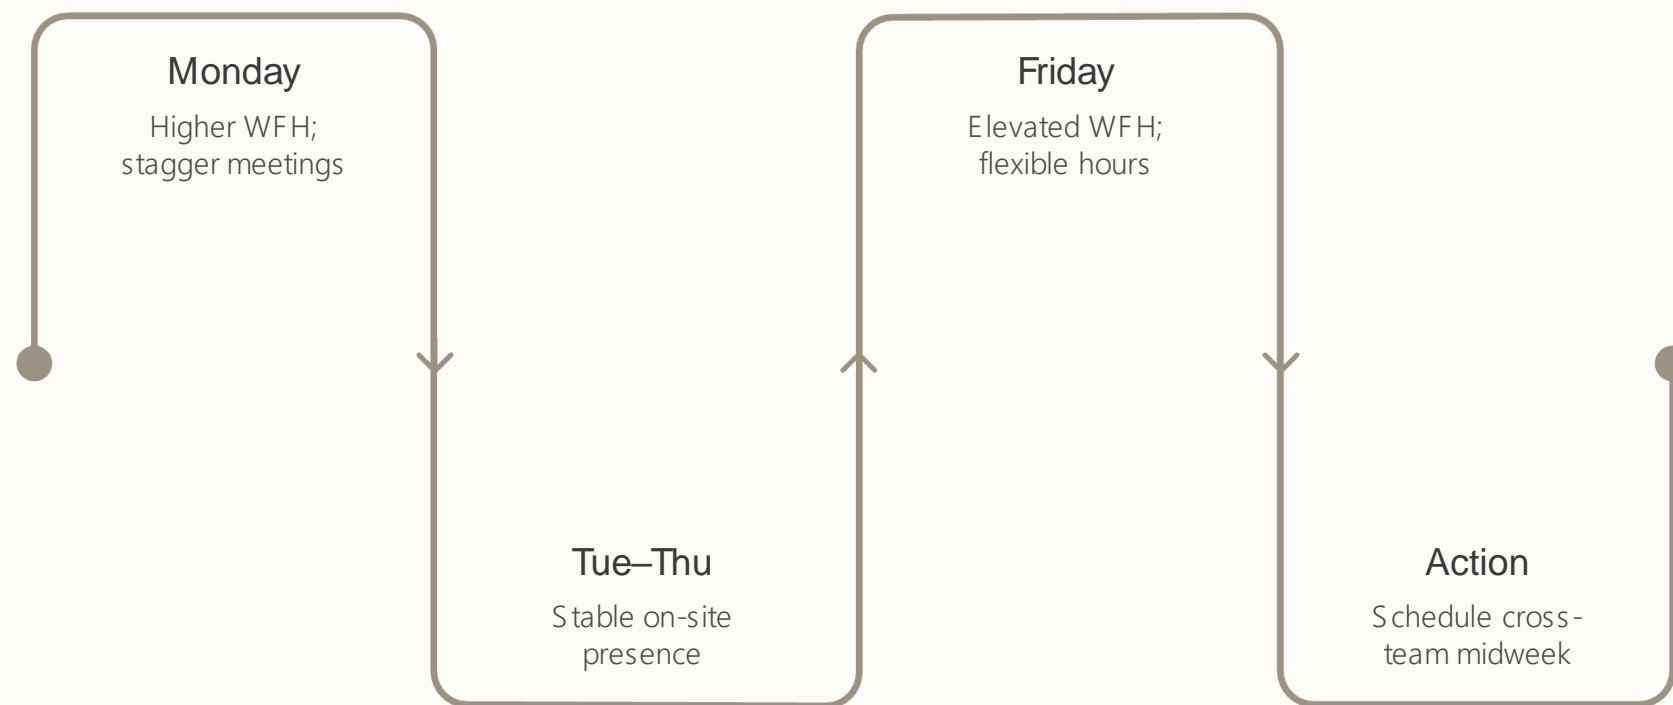 Monday
Higher WFH;
stagger meetings
Tue–Thu
Stable on-site
presence
Friday
Elevated WFH;
flexible hours
Action
Schedule cross-
team midweek